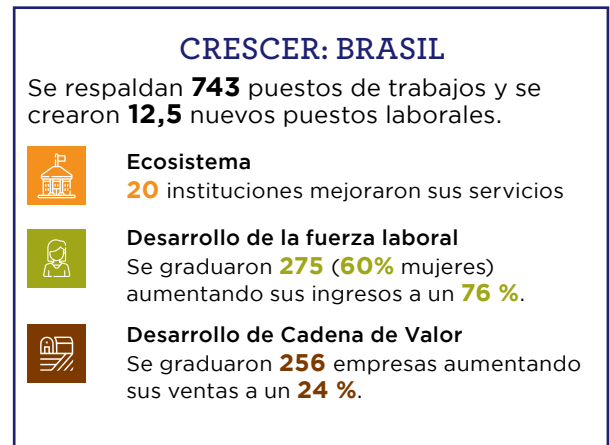 CRESCER: BRASIL
Se respaldan 743 puestos de trabajos y se
crearon 12,5 nuevos puestos laborales.
Ecosistema
20 instituciones mejoraron sus servicios
Desarrollo de la fuerza laboral
Se graduaron 275 (60% mujeres)
aumentando sus ingresos a un 76 %.
Desarrollo de Cadena de Valor
Se graduaron 256 empresas aumentando
sus ventas a un 24 %.